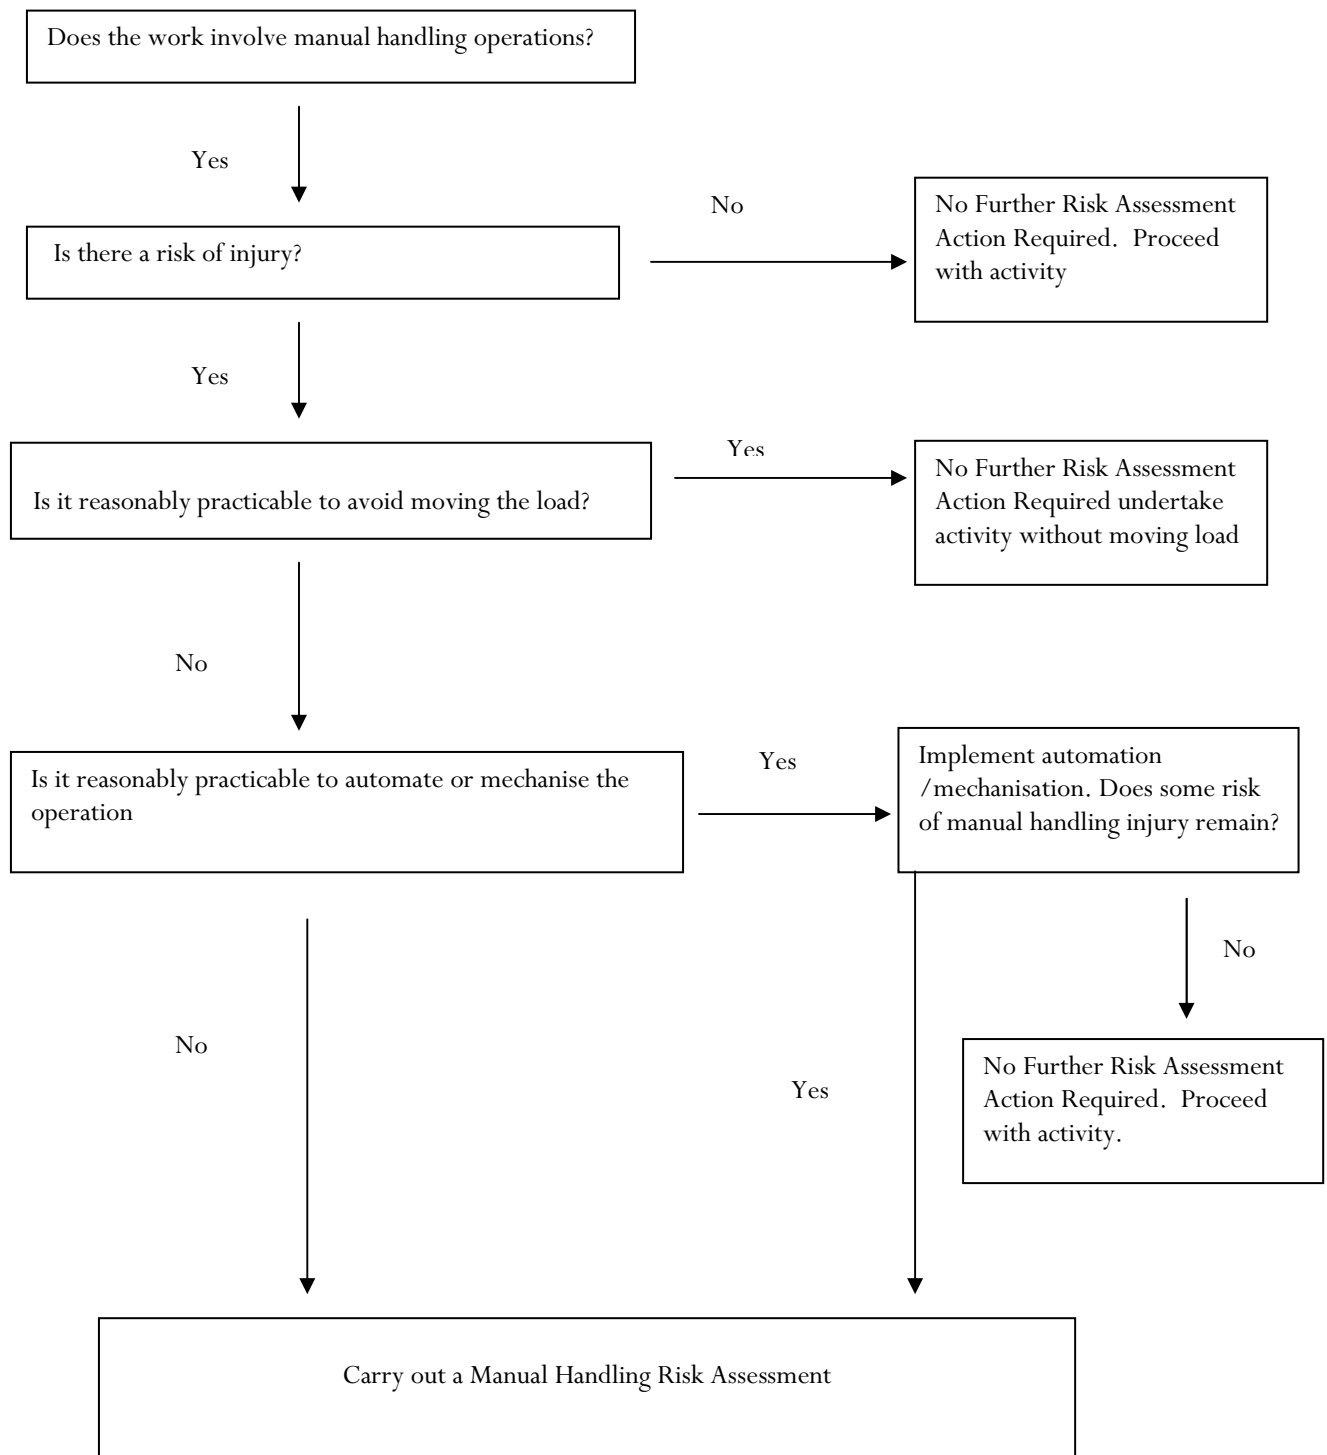 Does the work involve manual handling operations?
Yes
No
No Further Risk Assessment
Action Required.  Proceed
with activity
Is there a risk of injury?
Yes
Yes
No Further Risk Assessment
Action Required undertake
activity without moving load
Is it reasonably practicable to avoid moving the load?
No
Is it reasonably practicable to automate or mechanise the
operation
Yes
Implement automation
/mechanisation. Does some risk
of manual handling injury remain?
No
No
Yes
No Further Risk Assessment
Action Required.  Proceed
with activity.
Carry out a Manual Handling Risk Assessment